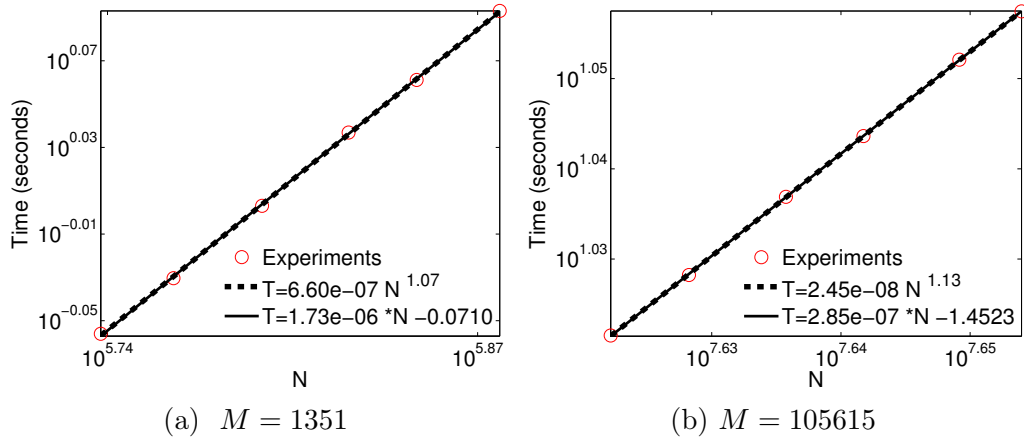 10^0.07
10^0.03
10^−0.01
10^−0.05
Time (seconds)
Experiments
T=6.60e−07 N^1.07
T=1.73e−06 *N −0.0710
10^5.74
10^5.87
N
(a) M = 1351
10^1.05
10^1.04
10^1.03
Time (seconds)
Experiments
T=2.45e−08 N^1.13
T=2.85e−07 *N −1.4523
10^7.63
10^7.64
10^7.65
N
(b) M = 105615